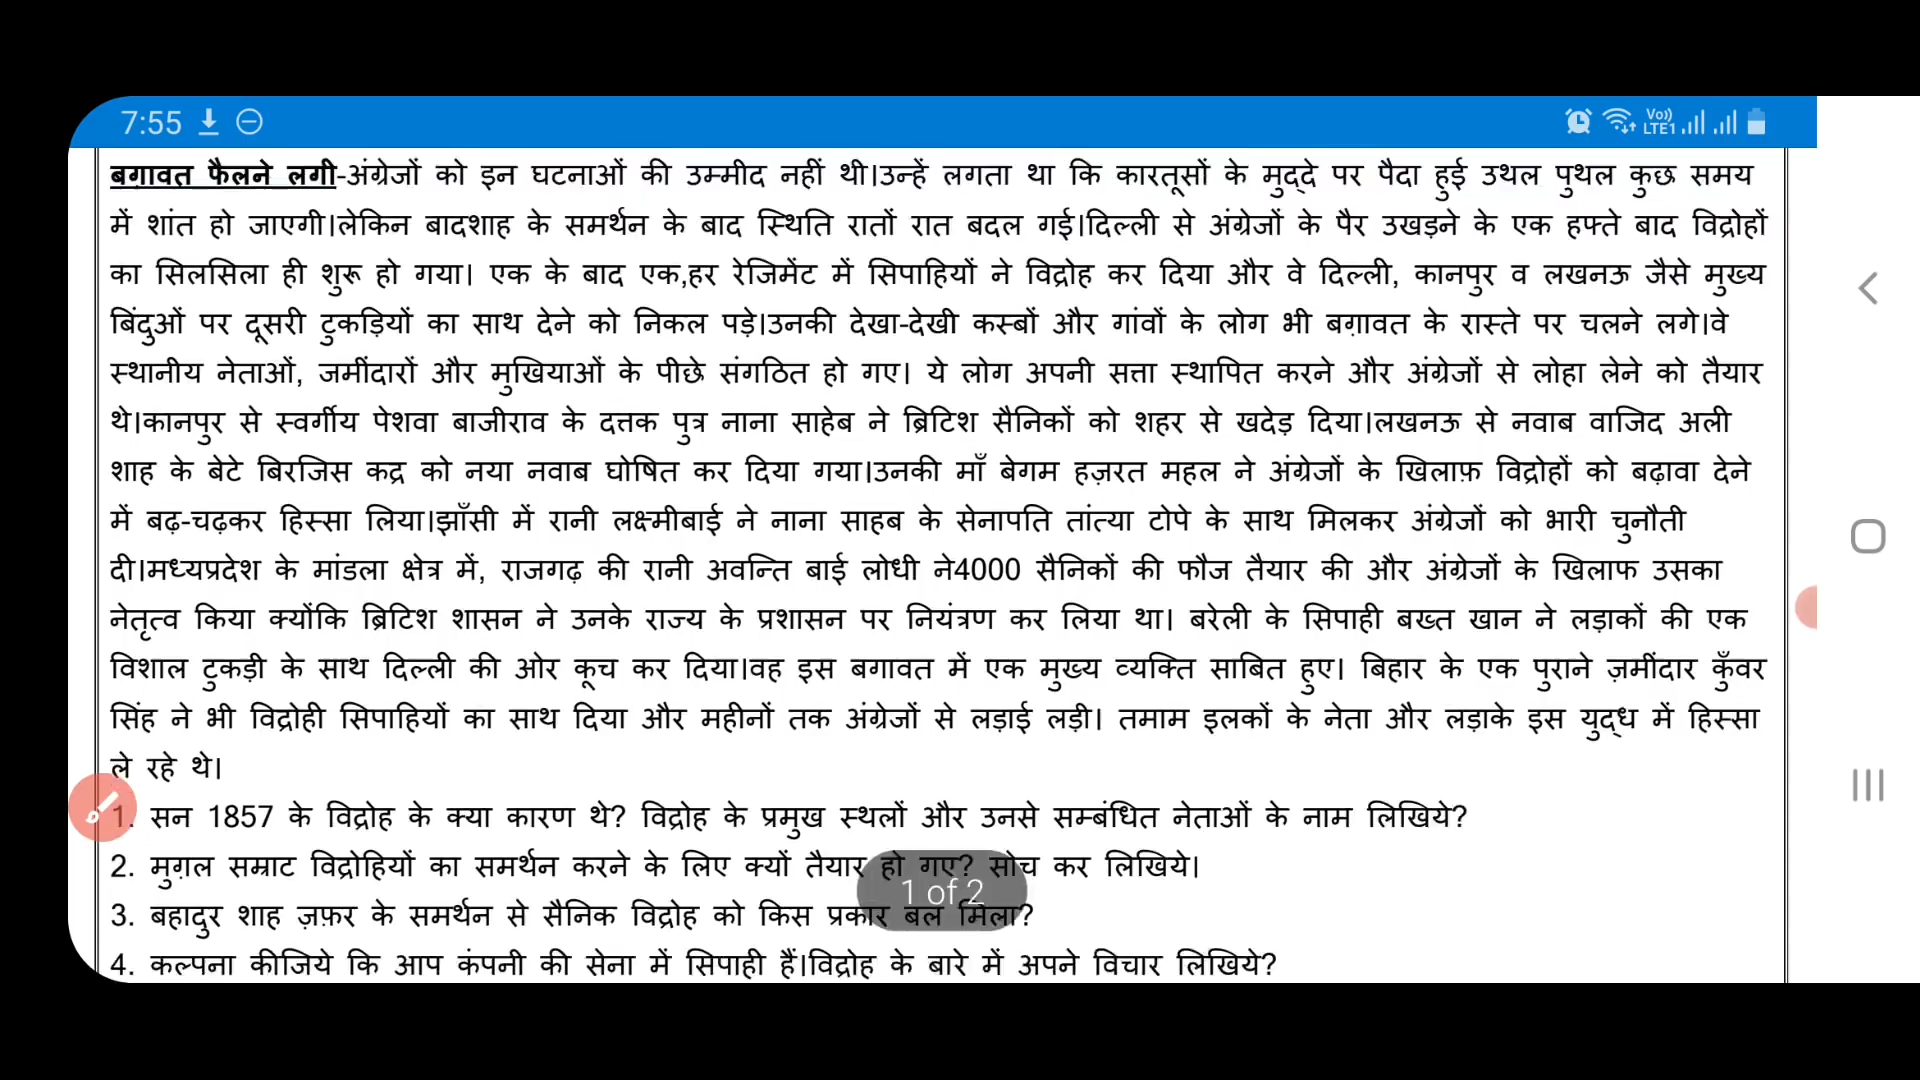 7:55
Vo)) LTE1
बग़ावत फैलने लगी-अंग्रेजों को इन घटनाओं की उम्मीद नहीं थी।उन्हें लगता था कि कारतूसों के मुद्दे पर पैदा हुई उथल पुथल कुछ समय
में शांत हो जाएगी।लेकिन बादशाह के समर्थन के बाद स्थिति रातों रात बदल गई।दिल्ली से अंग्रेजों के पैर उखड़ने के एक हफ्ते बाद विद्रोहों
का सिलसिला ही शुरू हो गया। एक के बाद एक,हर रेजिमेंट में सिपाहियों ने विद्रोह कर दिया और वे दिल्ली, कानपुर व लखनऊ जैसे मुख्य
बिंदुओं पर दूसरी टुकड़ियों का साथ देने को निकल पड़े।उनकी देखा-देखी कस्बों और गांवों के लोग भी बग़ावत के रास्ते पर चलने लगे।वे
स्थानीय नेताओं, जमींदारों और मुखियाओं के पीछे संगठित हो गए। ये लोग अपनी सत्ता स्थापित करने और अंग्रेजों से लोहा लेने को तैयार
थे।कानपुर से स्वर्गीय पेशवा बाजीराव के दत्तक पुत्र नाना साहेब ने ब्रिटिश सैनिकों को शहर से खदेड़ दिया।लखनऊ से नवाब वाजिद अली
शाह के बेटे बिरजिस कद्र को नया नवाब घोषित कर दिया गया।उनकी माँ बेगम हज़रत महल ने अंग्रेजों के खिलाफ़ विद्रोहों को बढ़ावा देने
में बढ़-चढ़कर हिस्सा लिया।झाँसी में रानी लक्ष्मीबाई ने नाना साहब के सेनापति तांत्या टोपे के साथ मिलकर अंग्रेजों को भारी चुनौती
दी।मध्यप्रदेश के मांडला क्षेत्र में, राजगढ़ की रानी अवन्ति बाई लोधी ने4000 सैनिकों की फौज तैयार की और अंग्रेजों के खिलाफ उसका
नेतृत्व किया क्योंकि ब्रिटिश शासन ने उनके राज्य के प्रशासन पर नियंत्रण कर लिया था। बरेली के सिपाही बख्त खान ने लड़ाकों की एक
विशाल टुकड़ी के साथ दिल्ली की ओर कूच कर दिया।वह इस बगावत में एक मुख्य व्यक्ति साबित हुए। बिहार के एक पुराने ज़मींदार कुँवर
सिंह ने भी विद्रोही सिपाहियों का साथ दिया और महीनों तक अंग्रेजों से लड़ाई लड़ी। तमाम इलकों के नेता और लड़ाके इस युद्ध में हिस्सा
ले रहे थे।
1. सन 1857 के विद्रोह के क्या कारण थे? विद्रोह के प्रमुख स्थलों और उनसे सम्बंधित नेताओं के नाम लिखिये?
2. मुग़ल सम्राट विद्रोहियों का समर्थन करने के लिए क्यों तैयार हो गए? सोच कर लिखिये।
1 of 2
3. बहादुर शाह ज़फ़र के समर्थन से सैनिक विद्रोह को किस प्रकार बल मिला?
4. कल्पना कीजिये कि आप कंपनी की सेना में सिपाही हैं।विद्रोह के बारे में अपने विचार लिखिये?